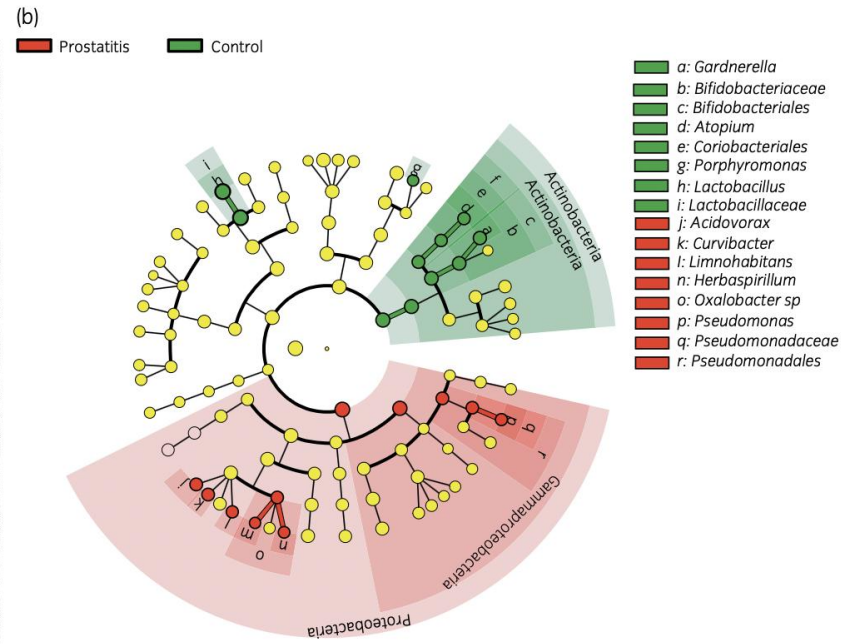 (b)
Prostatitis
Control
a: Gardnerella
b: Bifidobacteriaceae
c: Bifidobacteriales
d: Atopium
e: Coriobacteriales
g: Porphyromonas
h: Lactobacillus
i: Lactobacillaceae
j: Acidovorax
k: Curvibacter
l: Limnohabitans
n: Herbaspirillum
o: Oxalobacter sp
p: Pseudomonas
q: Pseudomonadaceae
r: Pseudomonadales
i
h
g
d
e
f
a
b
c
Actinobacteria
Actinobacteria
p
q
r
Gammaproteobacteria
j
k
l
m
n
o
Proteobacteria